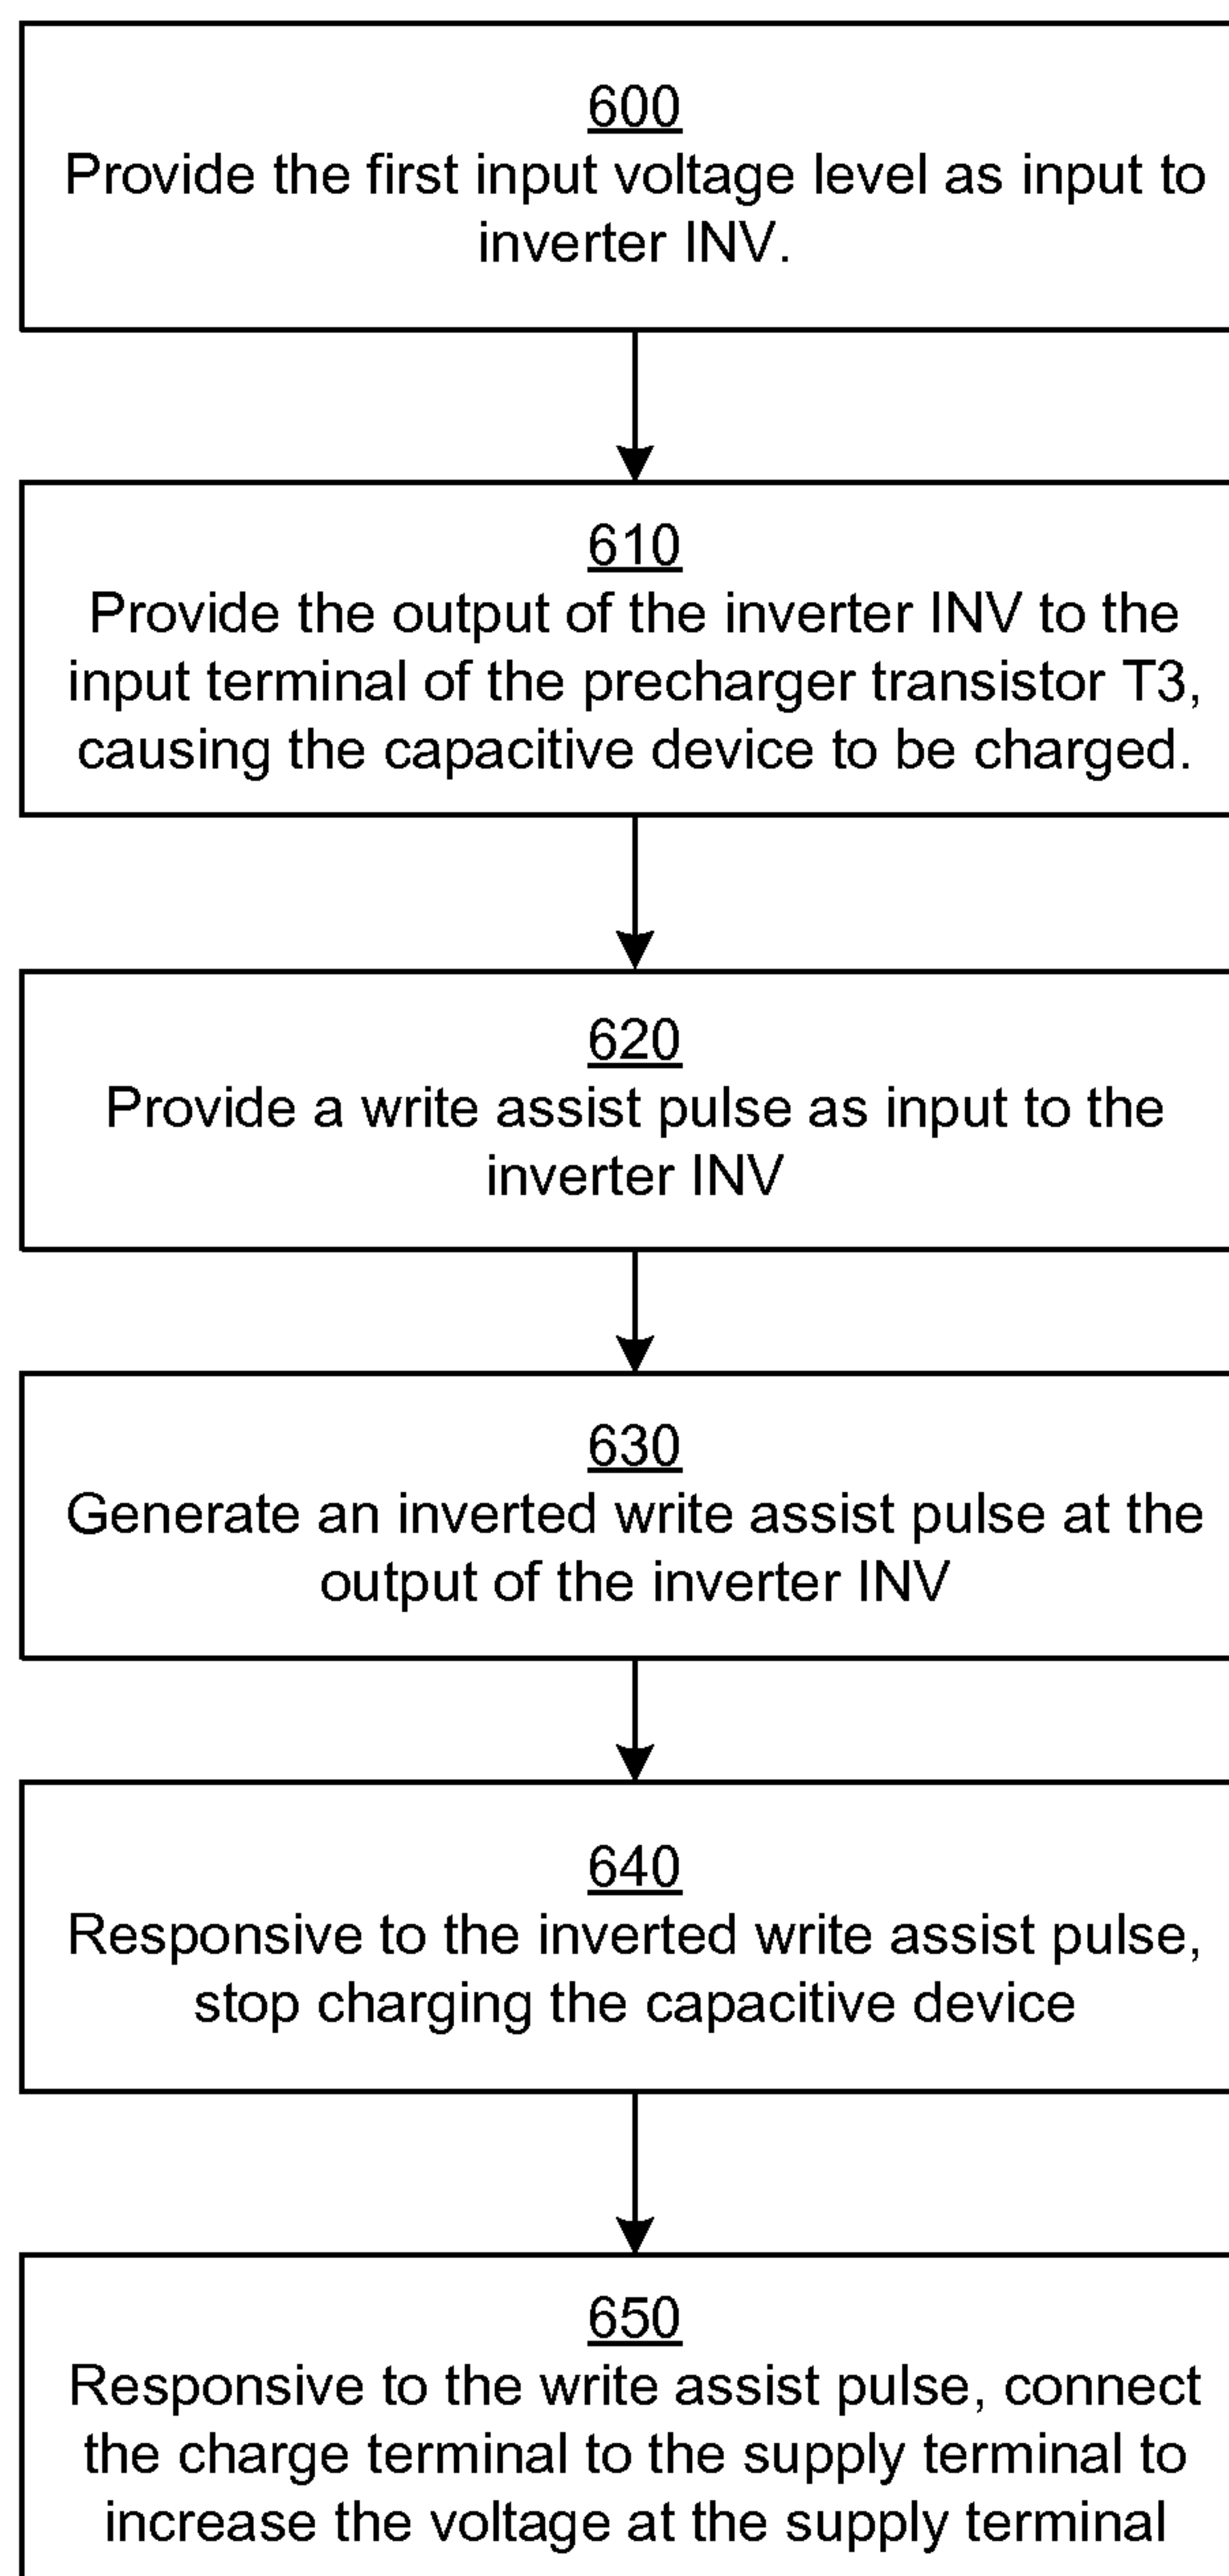 600
Provide the first input voltage level as input to
inverter INV.
610
Provide the output of the inverter INV to the
input terminal of the precharger transistor T3,
causing the capacitive device to be charged.
620
Provide a write assist pulse as input to the
inverter INV
630
Generate an inverted write assist pulse at the
output of the inverter INV
640
Responsive to the inverted write assist pulse,
stop charging the capacitive device
650
Responsive to the write assist pulse, connect
the charge terminal to the supply terminal to
increase the voltage at the supply terminal